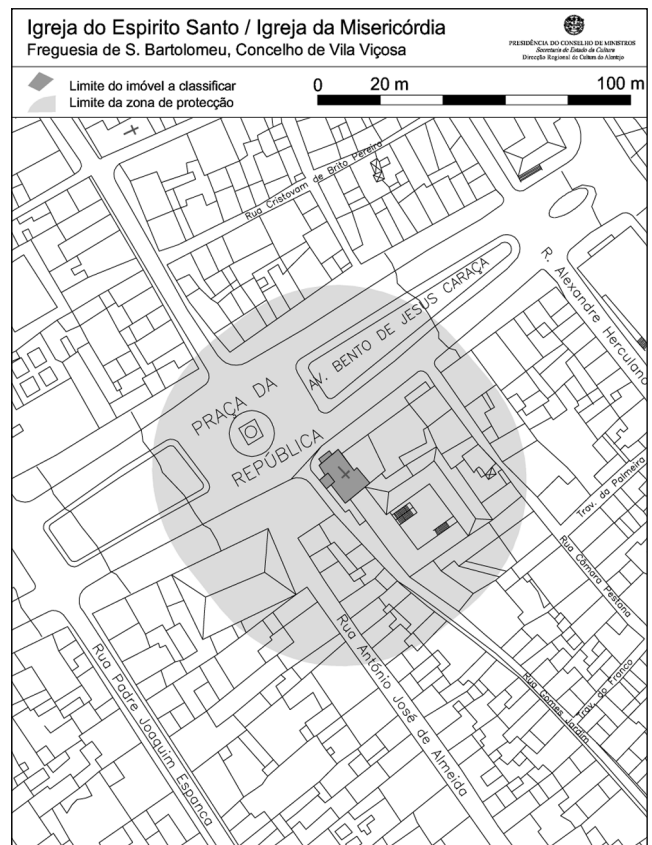 Igreja do Espirito Santo / Igreja da Misericórdia
Freguesia de S. Bartolomeu, Concelho de Vila Viçosa
PRESIDÊNCIA DO CONSELHO DE MINISTROS
Secretaria de Estado da Cultura
Direcção Regional de Cultura do Alentejo
Limite do imóvel a classificar
Limite da zona de protecção
0 20 m 100 m
Rua Cristovam de Brito Pereira
R. Alexandre Herculano
AV. BENTO DE JESUS CARAÇA
PRAÇA DA
REPÚBLICA
Trav. da Palmeira
Rua Câmara Pestana
Trav. do Franco
Rua Gomes Jardim
Rua António José de Almeida
Rua Padre Joaquim Espanca